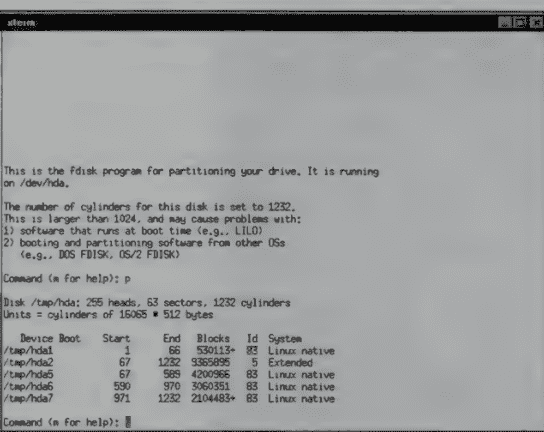 xterm
This is the fdisk program for partitioning your drive. It is running
on /dev/hda.
The number of cylinders for this disk is set to 1232.
This is larger than 1024, and may cause problems with:
1) software that runs at boot time (e.g., LILO)
2) booting and partitioning software from other OSs
(e.g., DOS FDISK, OS/2 FDISK)
Command (m for help): p
Disk /tmp/hda: 255 heads, 63 sectors, 1232 cylinders
Units = cylinders of 16065 * 512 bytes
Device Boot Start End Blocks Id System
/tmp/hda1 1 66 530113+ 83 Linux native
/tmp/hda2 67 1232 9365895 5 Extended
/tmp/hda5 67 589 4200966 83 Linux native
/tmp/hda6 590 970 3060351 83 Linux native
/tmp/hda7 971 1232 2104483+ 83 Linux native
Command (m for help):